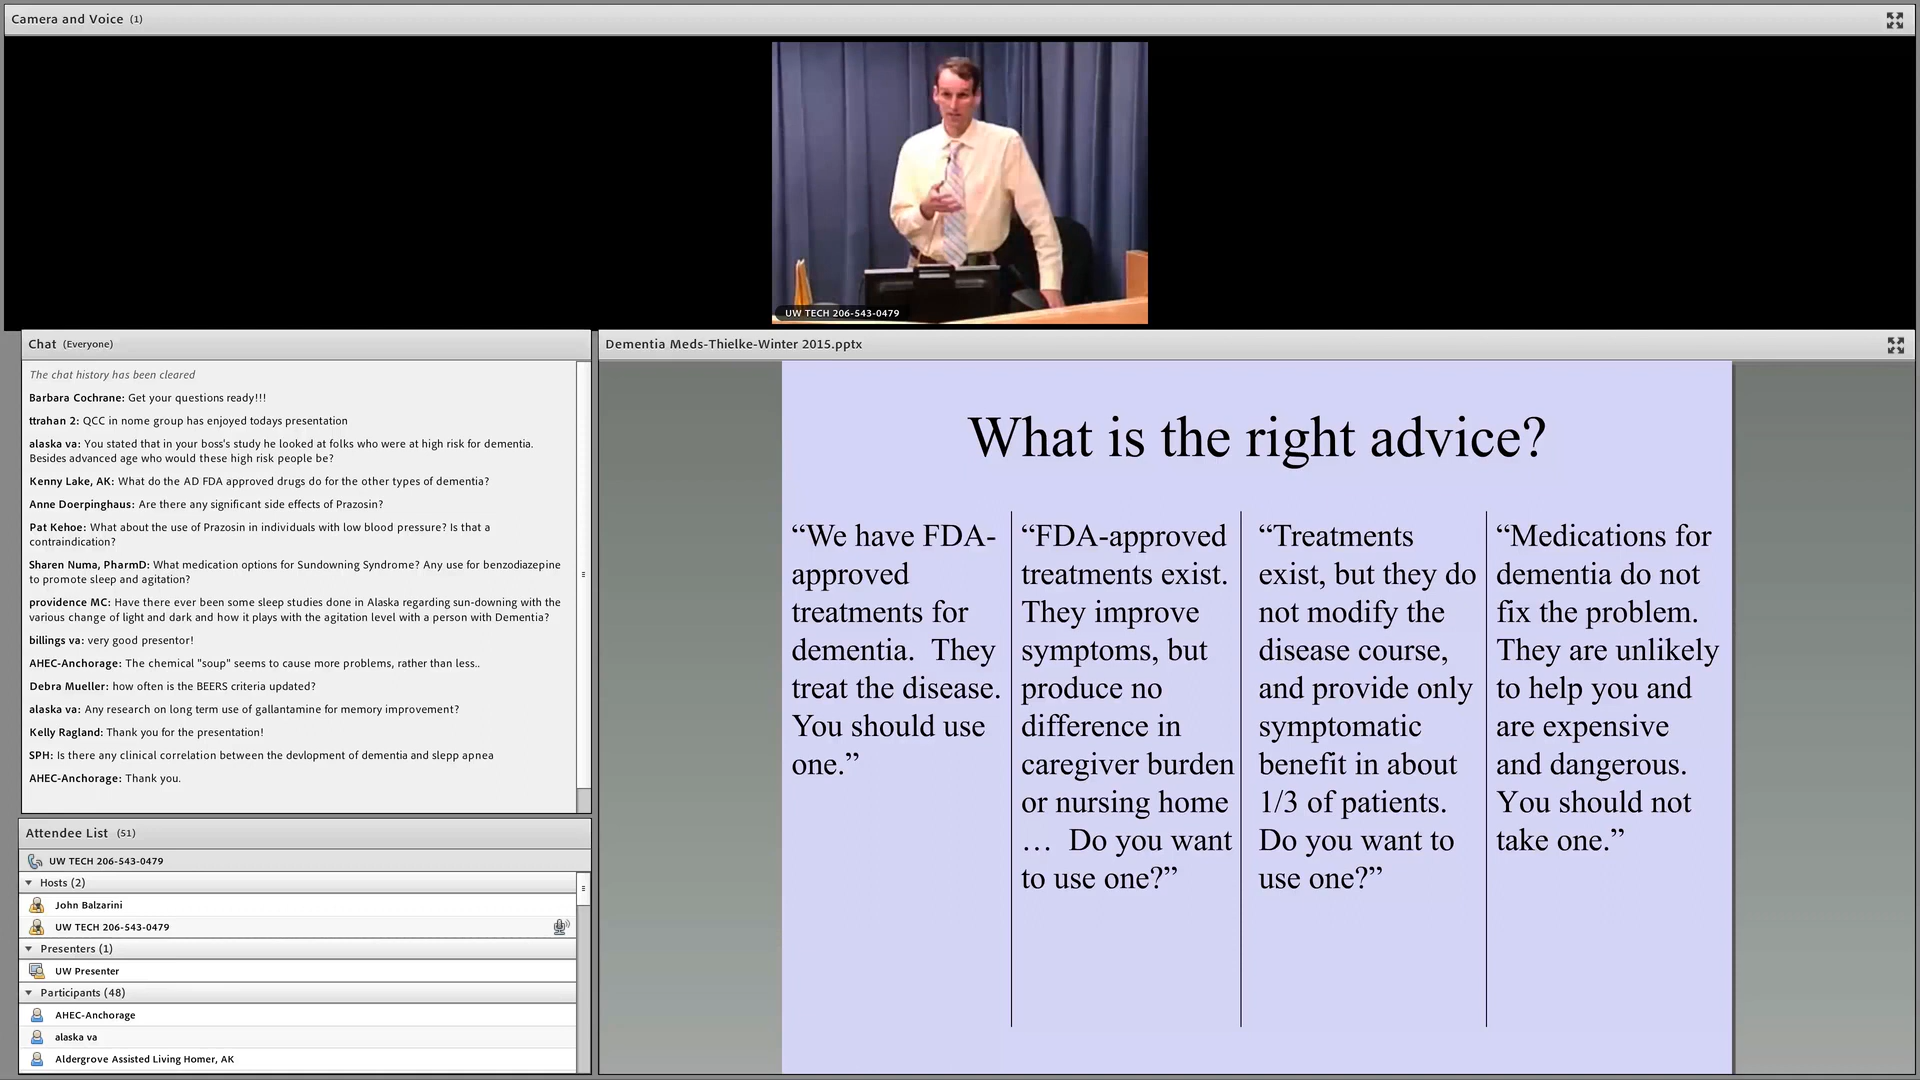 Camera and Voice (1)
UW TECH 206-543-0479
Chat (Everyone)
The chat history has been cleared
Barbara Cochrane: Get your questions ready!!!
ttrahan 2: QCC in nome group has enjoyed todays presentation
alaska va: You stated that in your boss's study he looked at folks who were at high risk for dementia.
Besides advanced age who would these high risk people be?
Kenny Lake, AK: What do the AD FDA approved drugs do for the other types of dementia?
Anne Doerpinghaus: Are there any significant side effects of Prazosin?
Pat Kehoe: What about the use of Prazosin in individuals with low blood pressure? Is that a
contraindication?
Sharen Numa, PharmD: What medication options for Sundowning Syndrome? Any use for benzodiazepine
to promote sleep and agitation?
providence MC: Have there ever been some sleep studies done in Alaska regarding sun-downing with the
various change of light and dark and how it plays with the agitation level with a person with Dementia?
billings va: very good presentor!
AHEC-Anchorage: The chemical "soup" seems to cause more problems, rather than less..
Debra Mueller: how often is the BEERS criteria updated?
alaska va: Any research on long term use of gallantamine for memory improvement?
Kelly Ragland: Thank you for the presentation!
SPH: Is there any clinical correlation between the devlopment of dementia and slepp apnea
AHEC-Anchorage: Thank you.
Attendee List (51)
UW TECH 206-543-0479
Hosts (2)
John Balzarini
UW TECH 206-543-0479
Presenters (1)
UW Presenter
Participants (48)
AHEC-Anchorage
alaska va
Aldergrove Assisted Living Homer, AK
Dementia Meds-Thielke-Winter 2015.pptx
What is the right advice?
“We have FDA-
approved
treatments for
dementia. They
treat the disease.
You should use
one.”
“FDA-approved
treatments exist.
They improve
symptoms, but
produce no
difference in
caregiver burden
or nursing home
… Do you want
to use one?”
“Treatments
exist, but they do
not modify the
disease course,
and provide only
symptomatic
benefit in about
1/3 of patients.
Do you want to
use one?”
“Medications for
dementia do not
fix the problem.
They are unlikely
to help you and
are expensive
and dangerous.
You should not
take one.”